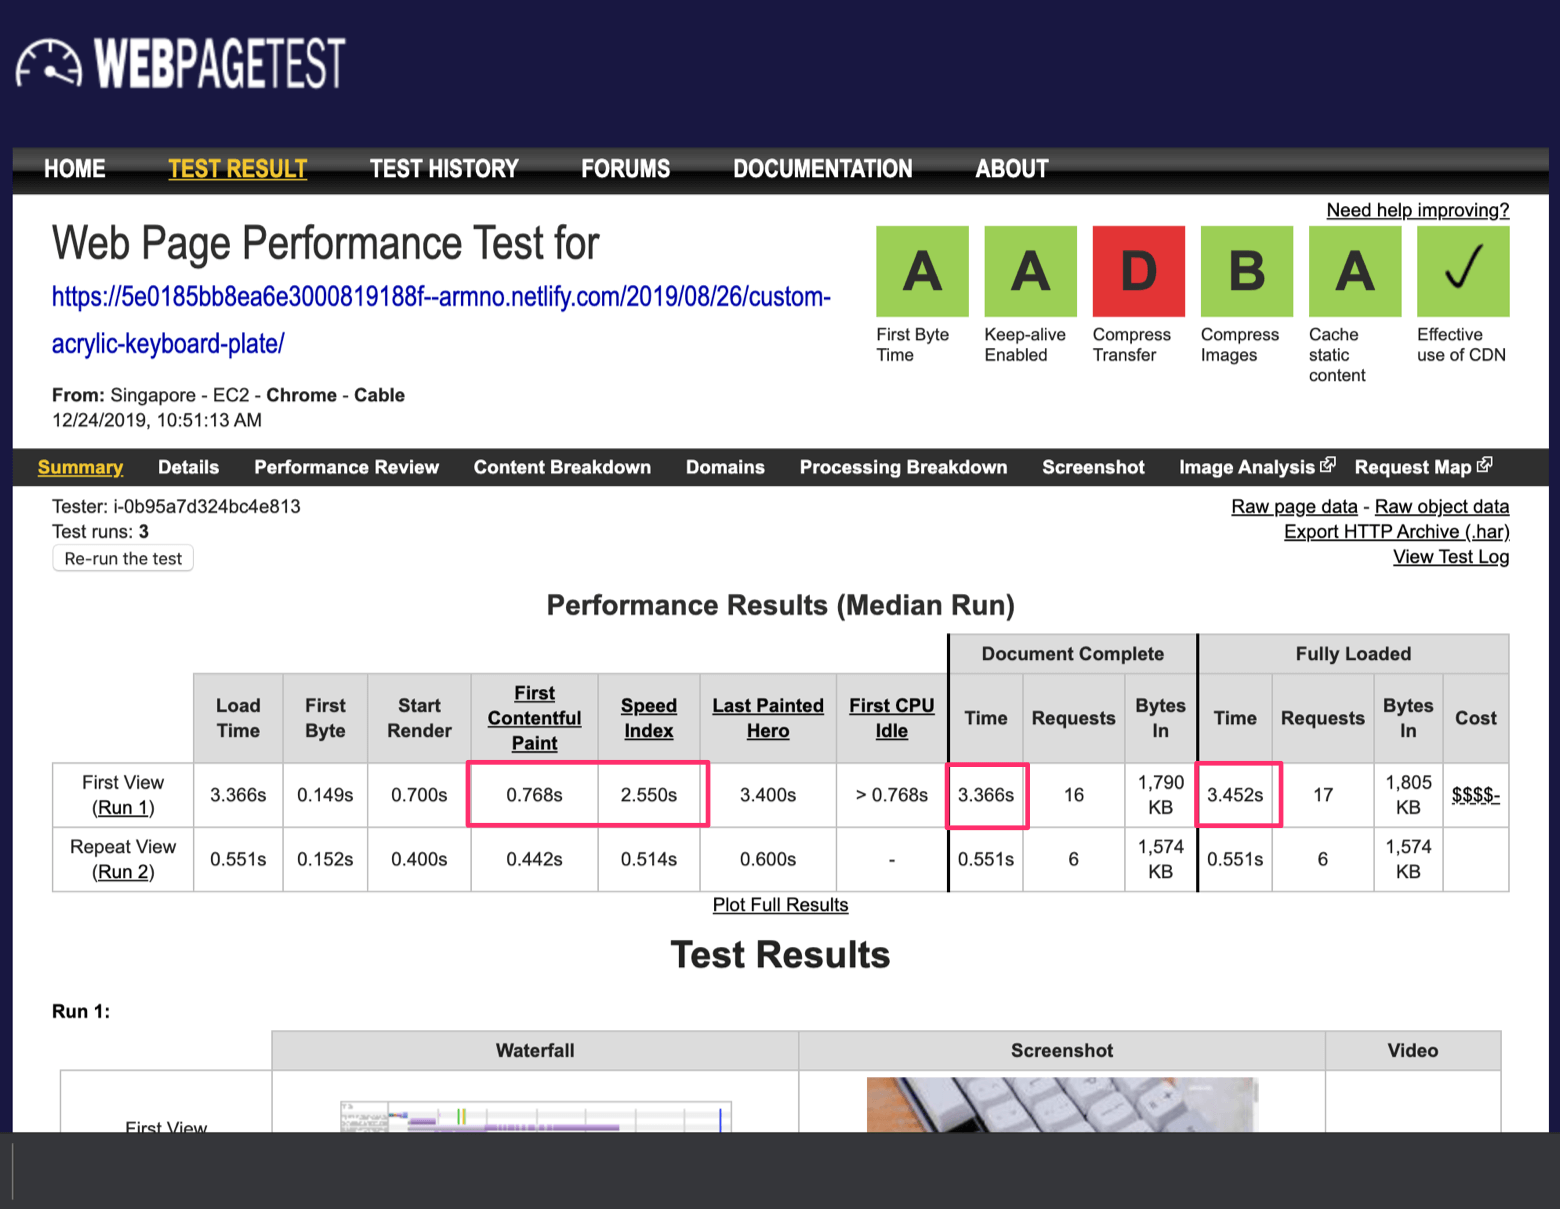 WEBPAGETEST
HOME TEST RESULT TEST HISTORY FORUMS DOCUMENTATION ABOUT
Need help improving?
Web Page Performance Test for
https://5e0185bb8ea6e3000819188f--armno.netlify.com/2019/08/26/custom-
acrylic-keyboard-plate/
From: Singapore - EC2 - Chrome - Cable
12/24/2019, 10:51:13 AM
A A D B A ✓
First Byte Keep-alive Compress Compress Cache Effective
Time Enabled Transfer Images static use of CDN
content
Summary Details Performance Review Content Breakdown Domains Processing Breakdown Screenshot Image Analysis Request Map
Tester: i-0b95a7d324bc4e813
Test runs: 3
Re-run the test
Raw page data - Raw object data
Export HTTP Archive (.har)
View Test Log
Performance Results (Median Run)
Document Complete Fully Loaded
Load Time First Byte Start Render First Contentful Paint Speed Index Last Painted Hero First CPU Idle Time Requests Bytes In Time Requests Bytes In Cost
First View (Run 1) 3.366s 0.149s 0.700s 0.768s 2.550s 3.400s > 0.768s 3.366s 16 1,790 KB 3.452s 17 1,805 KB $$$$-
Repeat View (Run 2) 0.551s 0.152s 0.400s 0.442s 0.514s 0.600s - 0.551s 6 1,574 KB 0.551s 6 1,574 KB
Plot Full Results
Test Results
Run 1:
Waterfall Screenshot Video
First View